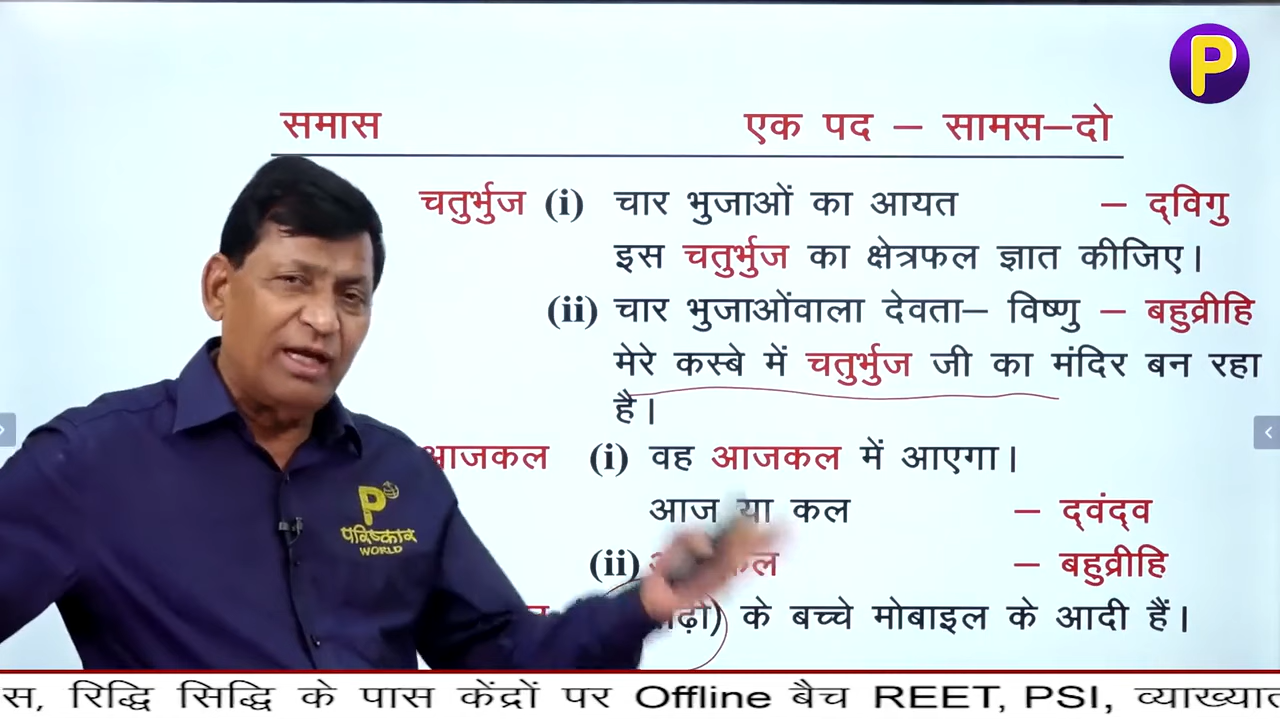 P
समास एक पद – सामस–दो
चतुर्भुज (i) चार भुजाओं का आयत – द्विगु
इस चतुर्भुज का क्षेत्रफल ज्ञात कीजिए।
(ii) चार भुजाओंवाला देवता– विष्णु – बहुव्रीहि
मेरे कस्बे में चतुर्भुज जी का मंदिर बन रहा
है।
आजकल (i) वह आजकल में आएगा।
आज या कल – द्वंद्व
(ii) – बहुव्रीहि
के बच्चे मोबाइल के आदी हैं।
P
परिष्कार
WORLD
स, रिद्धि सिद्धि के पास केंद्रों पर Offline बैच REET, PSI,